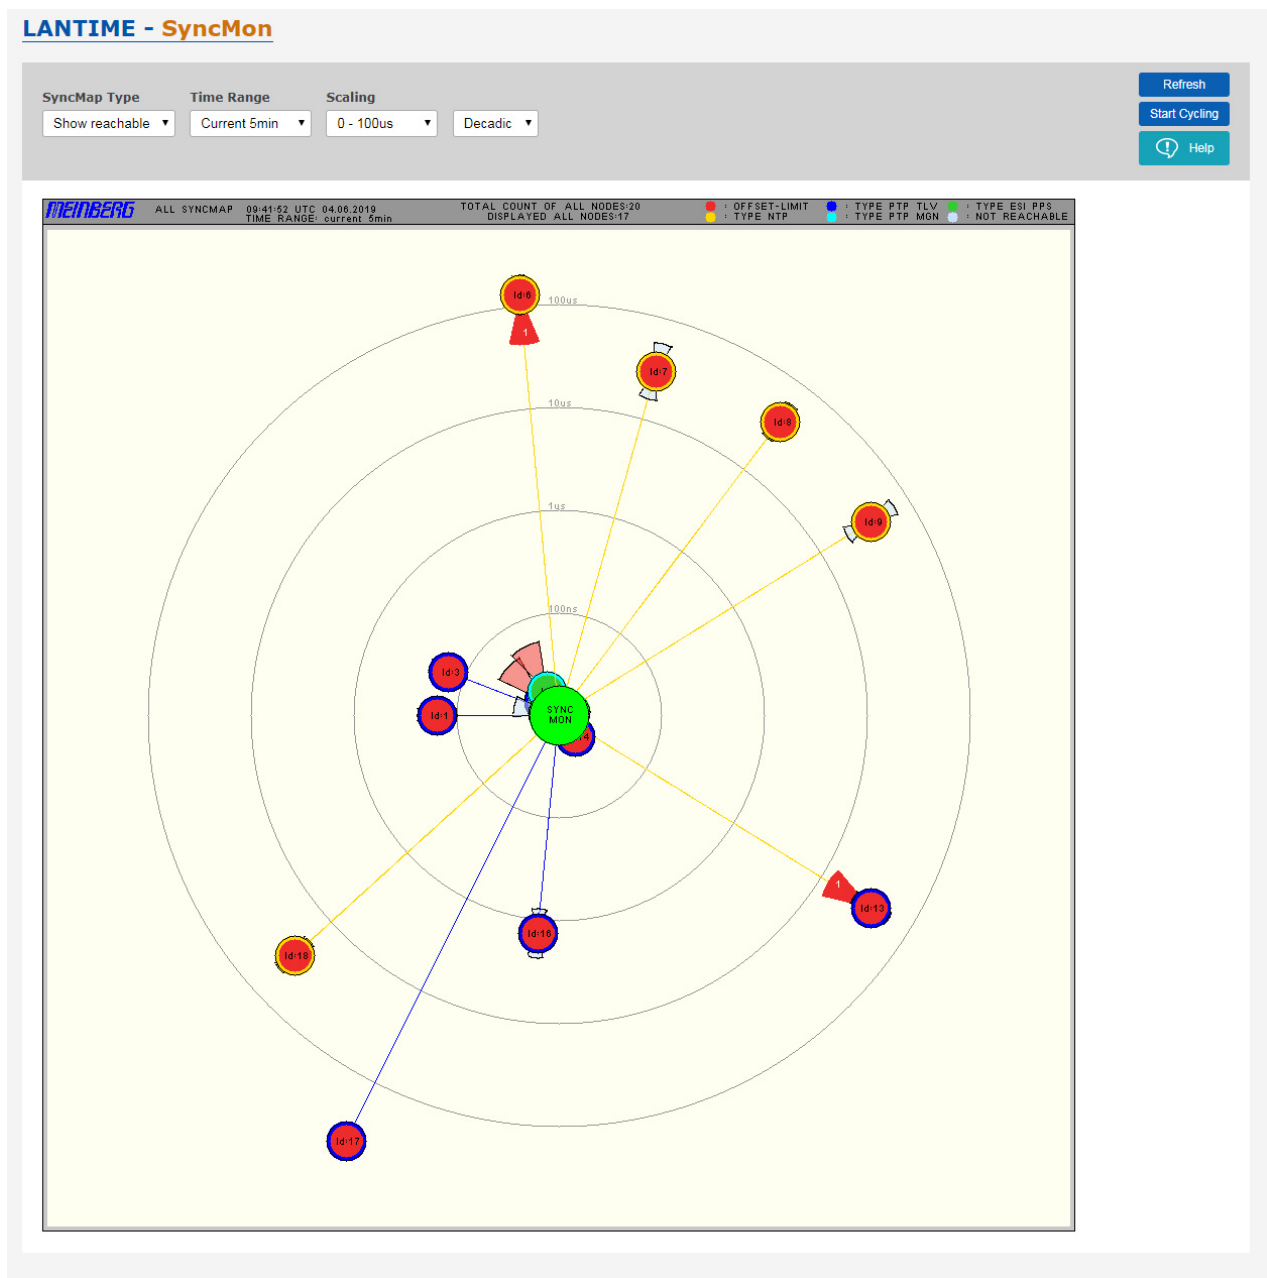 LANTIME - SyncMon
SyncMap Type
Time Range
Scaling
Show reachable
Current 5min
0 - 100us
Decadic
Refresh
Start Cycling
Help
MEINBERG
ALL SYNCMAP
09:41:52 UTC 04.06.2019
TIME RANGE: current 5min
TOTAL COUNT OF ALL NODES:20
DISPLAYED ALL NODES:17
: OFFSET-LIMIT
: TYPE PTP TLV
: TYPE ESI PPS
: TYPE NTP
: TYPE PTP MGN
: NOT REACHABLE
Id:6
100us
1
Id:7
10us
Id:8
1us
Id:9
100ns
Id:3
SYNC
MON
Id:1
1
Id:13
Id:16
Id:18
Id:17